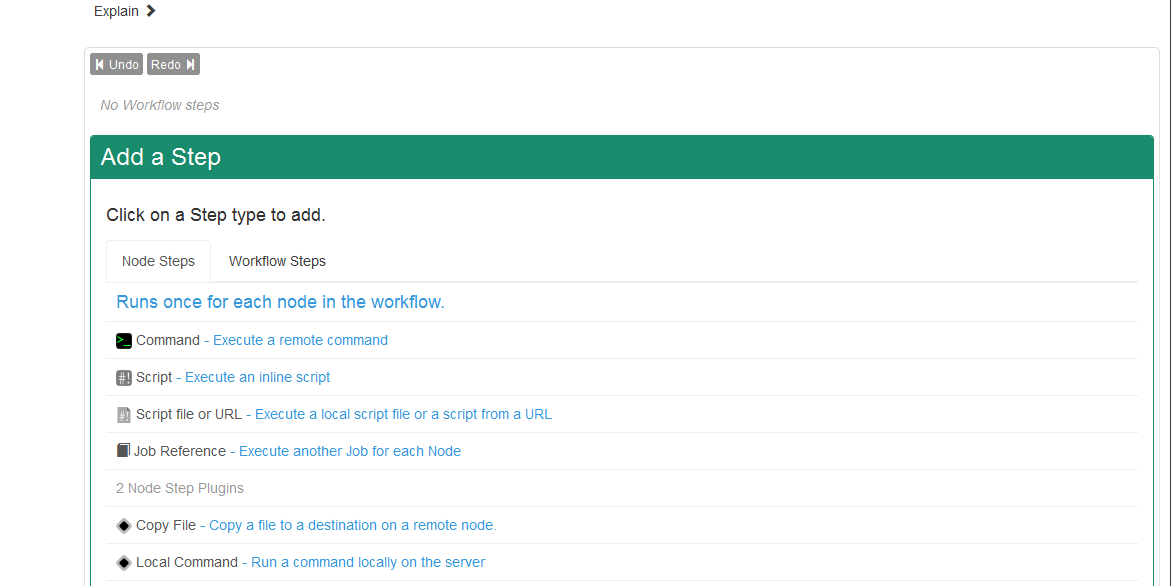 Explain
Undo Redo
No Workflow steps
Add a Step
Click on a Step type to add.
Node Steps Workflow Steps
Runs once for each node in the workflow.
>_ Command - Execute a remote command
#! Script - Execute an inline script
#! Script file or URL - Execute a local script file or a script from a URL
Job Reference - Execute another Job for each Node
2 Node Step Plugins
Copy File - Copy a file to a destination on a remote node.
Local Command - Run a command locally on the server